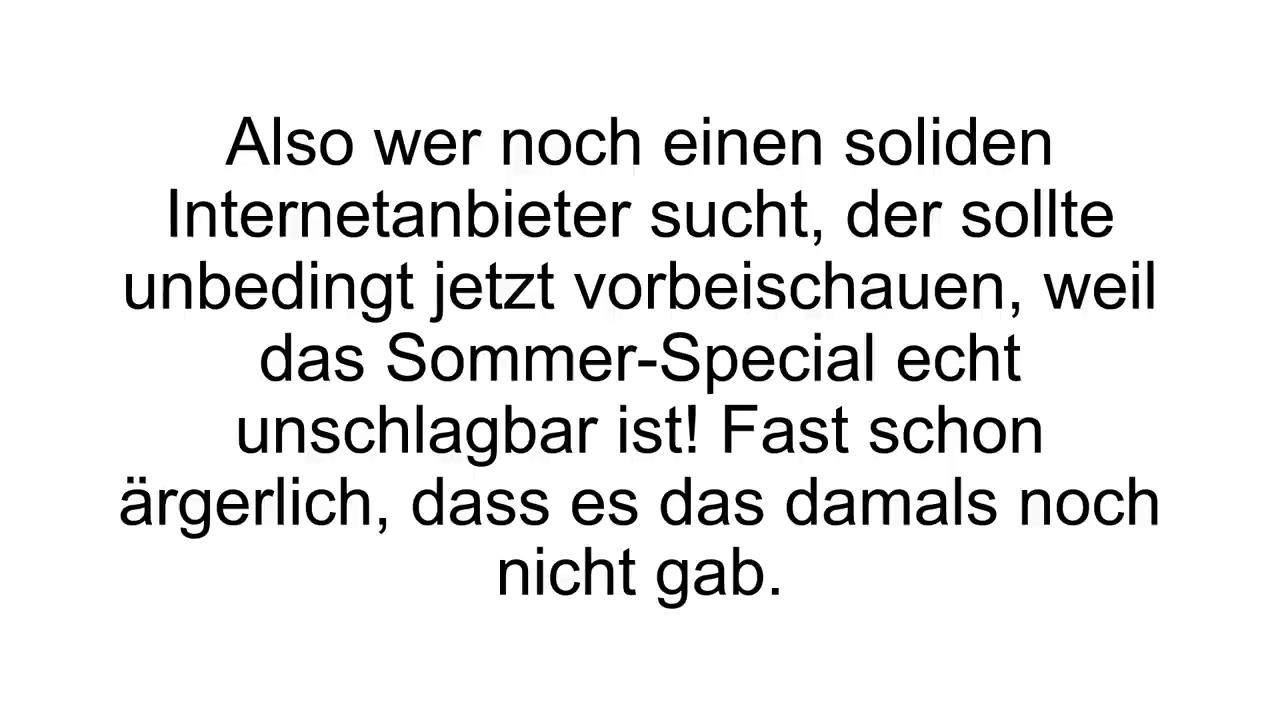 Also wer noch einen soliden
Internetanbieter sucht, der sollte
unbedingt jetzt vorbeischauen, weil
das Sommer-Special echt
unschlagbar ist! Fast schon
ärgerlich, dass es das damals noch
nicht gab.